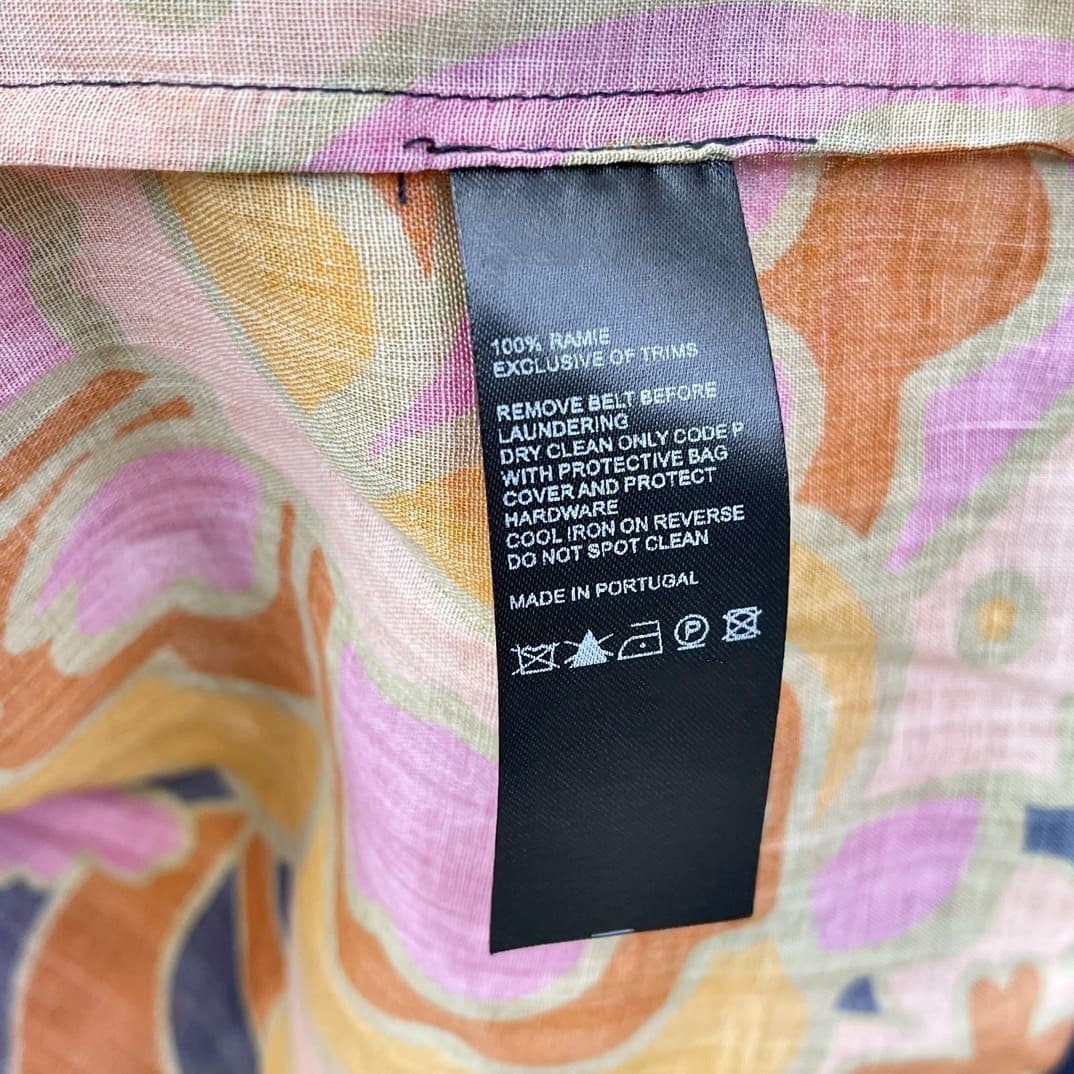 100% RAMIE
EXCLUSIVE OF TRIMS
REMOVE BELT BEFORE
LAUNDERING
DRY CLEAN ONLY CODE P
WITH PROTECTIVE BAG
COVER AND PROTECT
HARDWARE
COOL IRON ON REVERSE
DO NOT SPOT CLEAN
MADE IN PORTUGAL
P